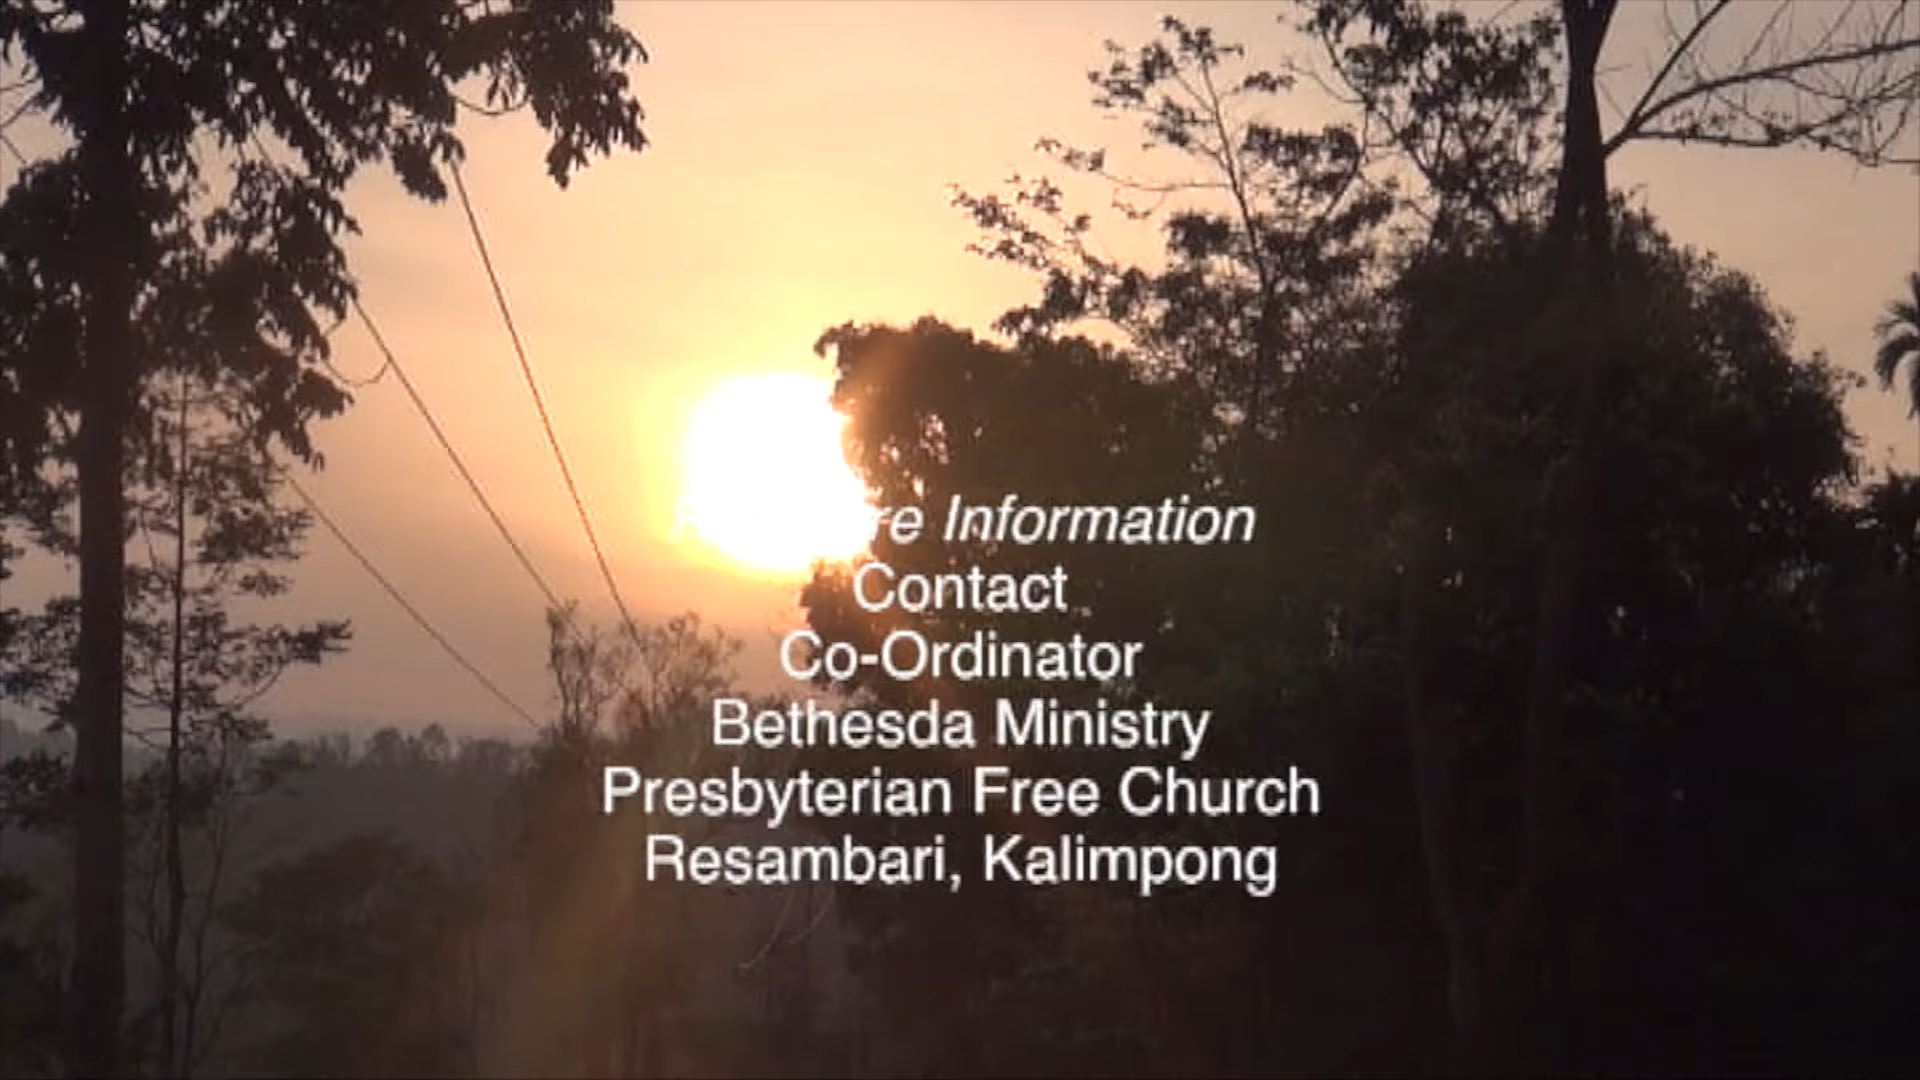 Information
Contact
Co-Ordinator
Bethesda Ministry
Presbyterian Free Church
Resambari, Kalimpong